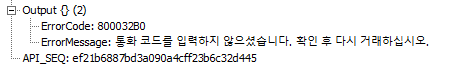 Output {} (2)
ErrorCode: 800032B0
ErrorMessage: 통화 코드를 입력하지 않으셨습니다. 확인 후 다시 거래하십시오.
API_SEQ: ef21b6887bd3a090a4cff23b6c32d445